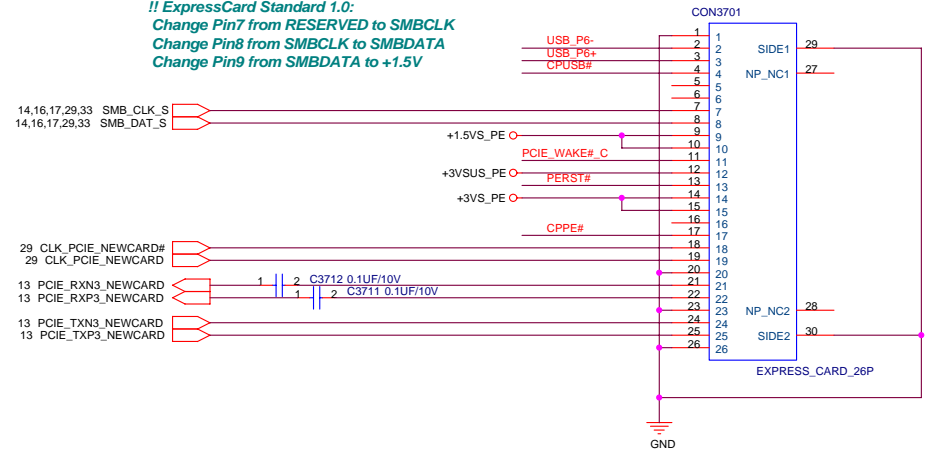 !! ExpressCard Standard 1.0:
Change Pin7 from RESERVED to SMBCLK
Change Pin8 from SMBCLK to SMBDATA
Change Pin9 from SMBDATA to +1.5V
CON3701
1 1
USB_P6- 2 2 SIDE1 29
USB_P6+ 3 3
CPUSB# 4 4 NP_NC1 27
5 5
6 6
14,16,17,29,33 SMB_CLK_S 7 7
14,16,17,29,33 SMB_DAT_S 8 8
+1.5VS_PE 9 9
10 10
PCIE_WAKE#_C 11 11
+3VSUS_PE 12 12
PERST# 13 13
+3VS_PE 14 14
15 15
16 16
CPPE# 17 17
29 CLK_PCIE_NEWCARD# 18 18
29 CLK_PCIE_NEWCARD 19 19
20 20
13 PCIE_RXN3_NEWCARD 1 2 C3712 0.1UF/10V 21 21
13 PCIE_RXP3_NEWCARD 1 2 C3711 0.1UF/10V 22 22
23 23 NP_NC2 28
13 PCIE_TXN3_NEWCARD 24 24
13 PCIE_TXP3_NEWCARD 25 25 SIDE2 30
26 26
EXPRESS_CARD_26P
GND